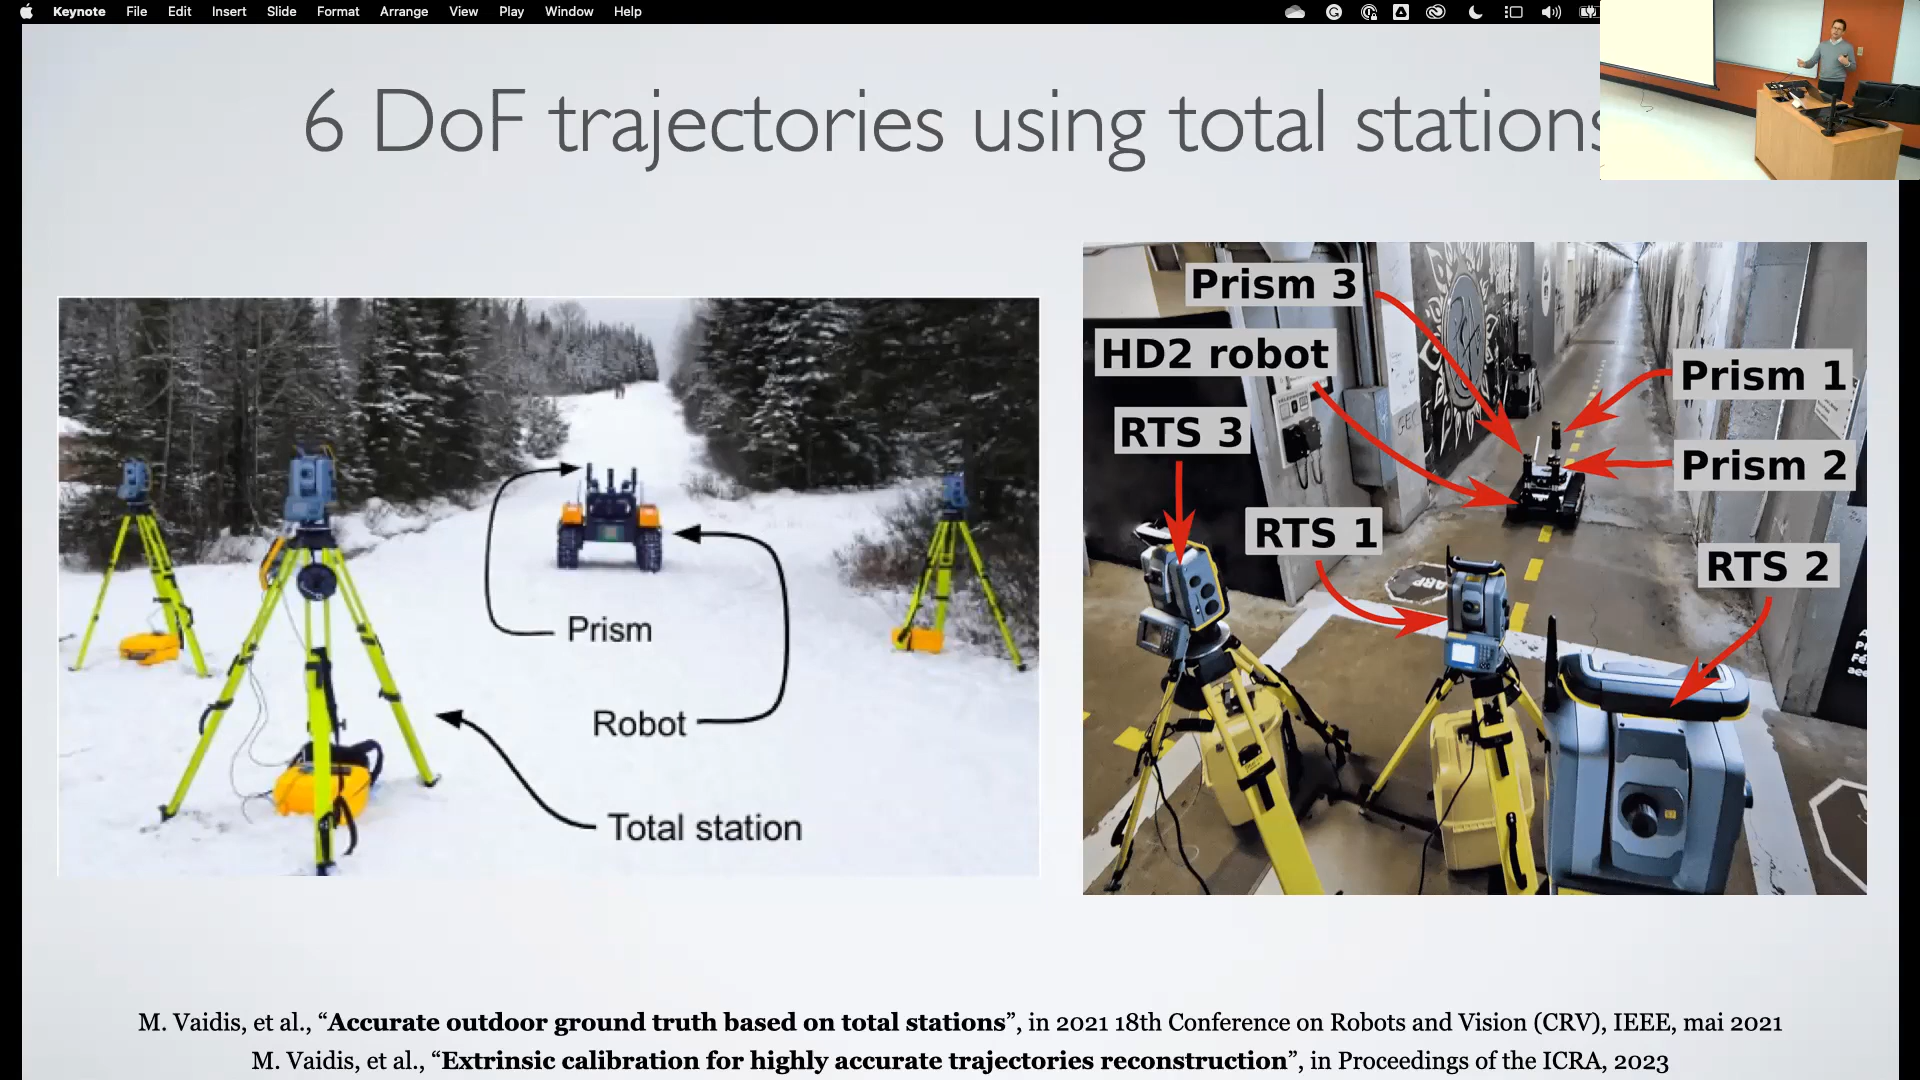 Keynote File Edit Insert Slide Format Arrange View Play Window Help
6 DoF trajectories using total stations
Prism
Robot
Total station
Prism 3
HD2 robot
RTS 3
RTS 1
Prism 1
Prism 2
RTS 2
M. Vaidis, et al., “Accurate outdoor ground truth based on total stations”, in 2021 18th Conference on Robots and Vision (CRV), IEEE, mai 2021
M. Vaidis, et al., “Extrinsic calibration for highly accurate trajectories reconstruction”, in Proceedings of the ICRA, 2023